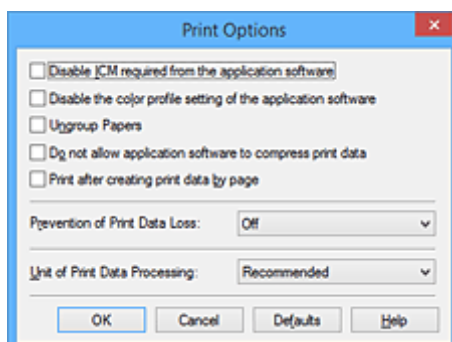 Print Options
Disable ICM required from the application software
Disable the color profile setting of the application software
Ungroup Papers
Do not allow application software to compress print data
Print after creating print data by page
Prevention of Print Data Loss: Off
Unit of Print Data Processing: Recommended
OK Cancel Defaults Help